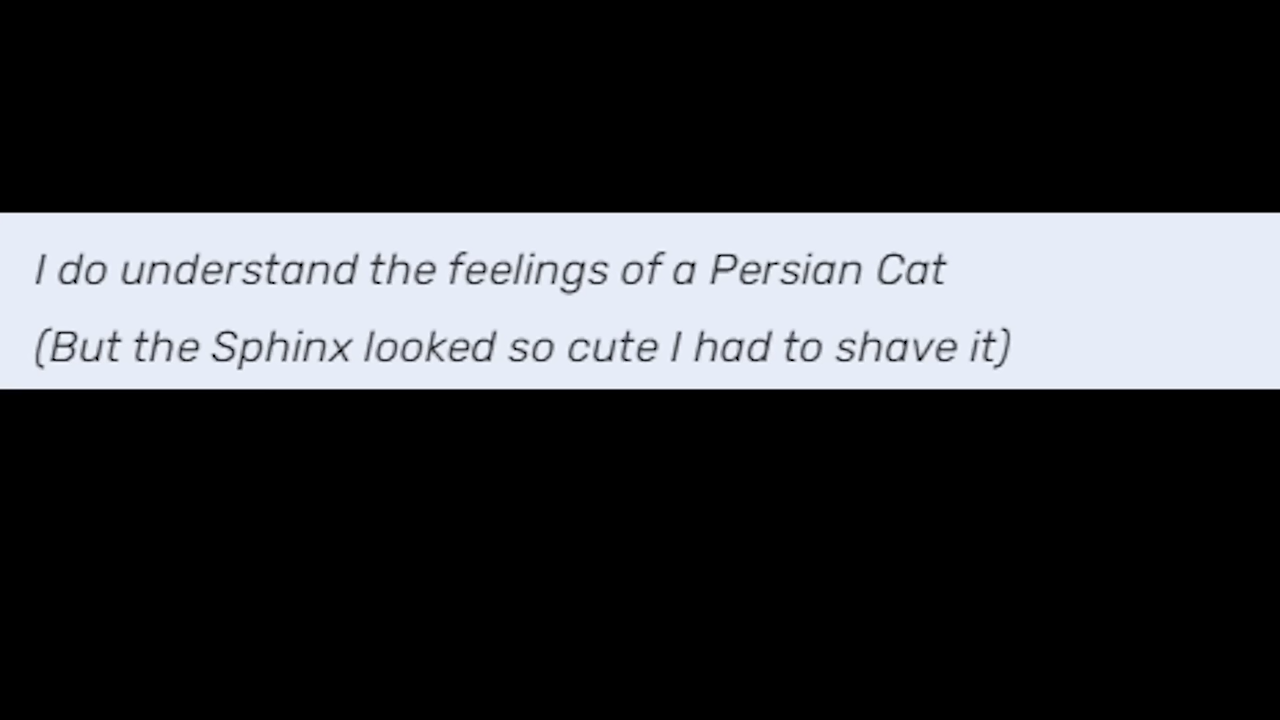 I do understand the feelings of a Persian Cat
(But the Sphinx looked so cute I had to shave it)